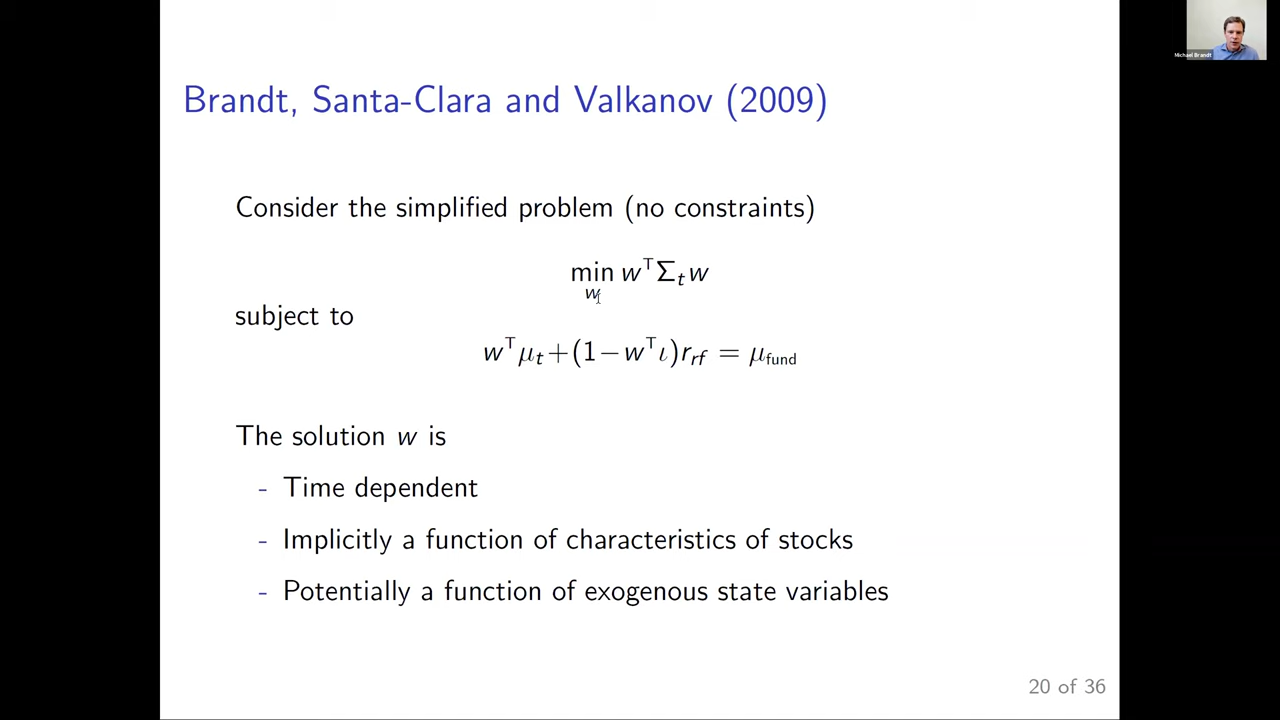 Michael Brandt
Brandt, Santa-Clara and Valkanov (2009)
Consider the simplified problem (no constraints)
min w^T Σ_t w
w
subject to
w^T μ_t + (1 − w^T ι) r_rf = μ_fund
The solution w is
- Time dependent
- Implicitly a function of characteristics of stocks
- Potentially a function of exogenous state variables
20 of 36